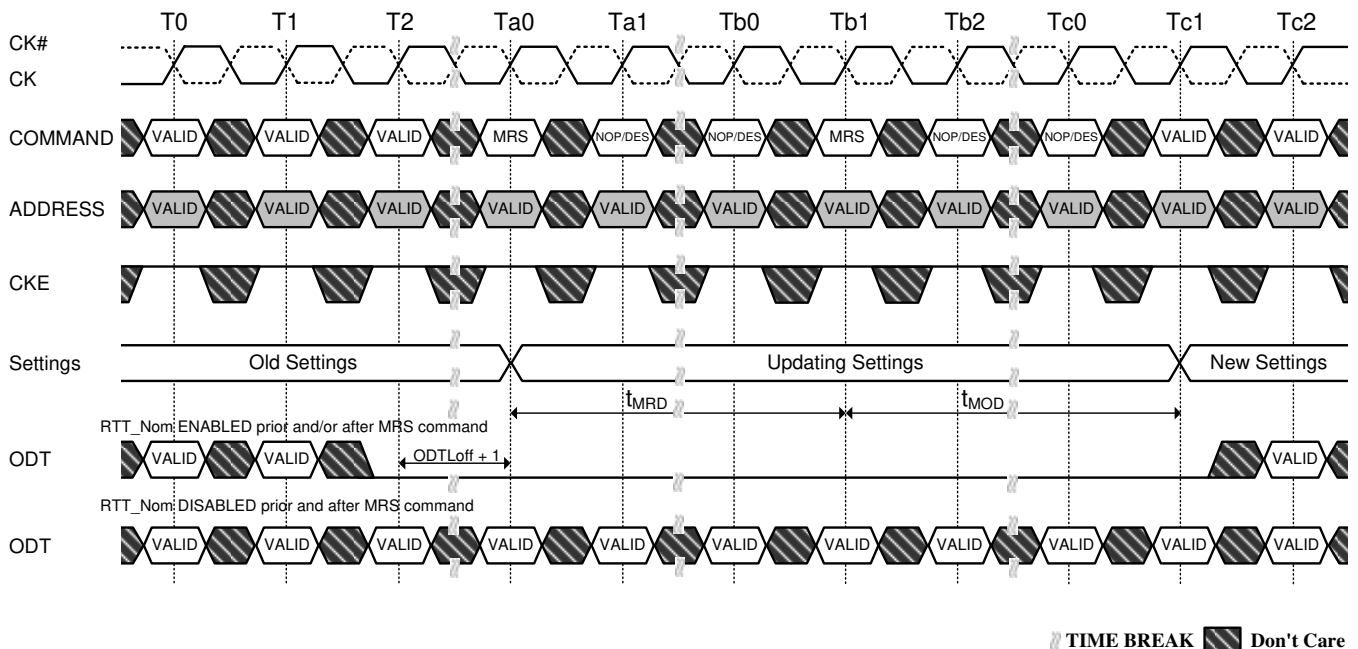 T0 T1 T2 Ta0 Ta1 Tb0 Tb1 Tb2 Tc0 Tc1 Tc2
CK#
CK
COMMAND VALID VALID VALID MRS NOP/DES NOP/DES MRS NOP/DES NOP/DES VALID VALID
ADDRESS VALID VALID VALID VALID VALID VALID VALID VALID VALID VALID VALID
CKE
Settings Old Settings Updating Settings New Settings
tMRD tMOD
RTT_Nom ENABLED prior and/or after MRS command
ODT VALID VALID ODTLoff + 1 VALID
RTT_Nom DISABLED prior and after MRS command
ODT VALID VALID VALID VALID VALID VALID VALID VALID VALID VALID VALID
TIME BREAK Don't Care